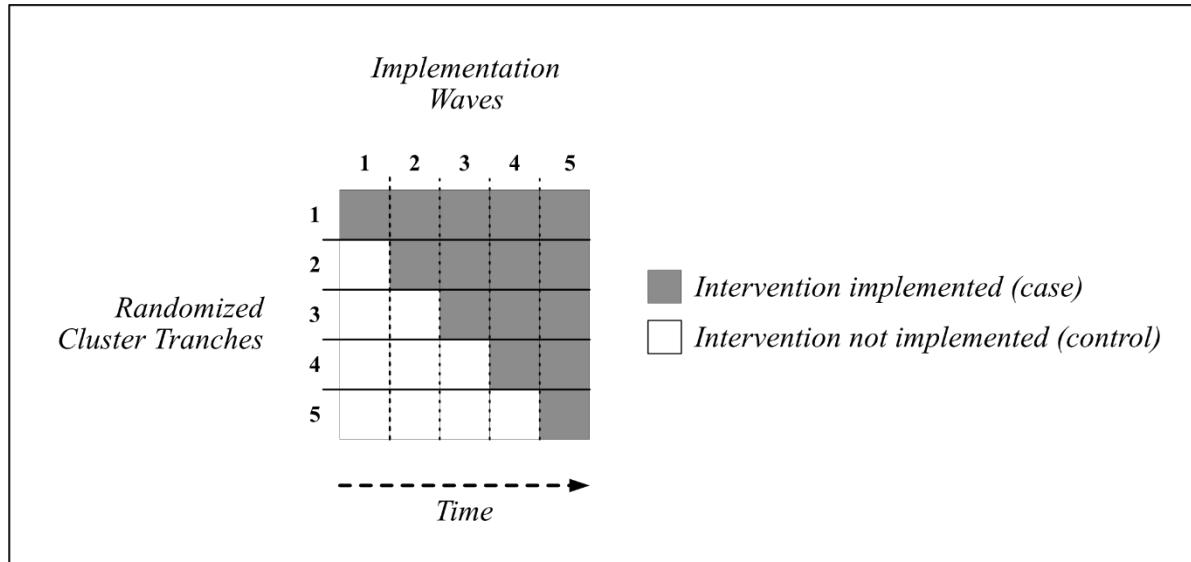 Implementation
Waves
1 2 3 4 5
1
2
3
4
5
Randomized
Cluster Tranches
Intervention implemented (case)
Intervention not implemented (control)
Time